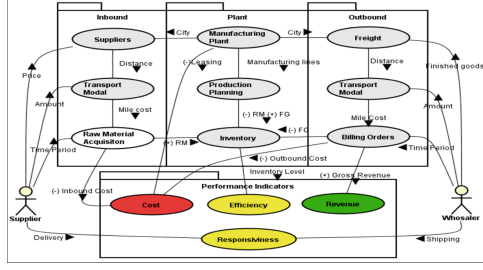 Inbound
Plant
Outbound
Suppliers
City
Manufacturing
Plant
City
Freight
Price
Distance
(-)Leasing
Manufacturing lines
Distance
Finished goods
Transport
Modal
Production
Planning
Transport
Modal
Amount
Mile cost
(-) RM (+) FG
Mile Cost
Amount
Raw Material
Acquisiton
(+) RM
Inventory
(-) FG
Billing Orders
Time Period
(-) Outbound Cost
Time Period
(-) Inbound Cost
Inventory Level
(+) Gross Revenue
Performance Indicators
Cost
Efficiency
Revenue
Supplier
Whosaler
Delivery
Responsiviness
Shipping